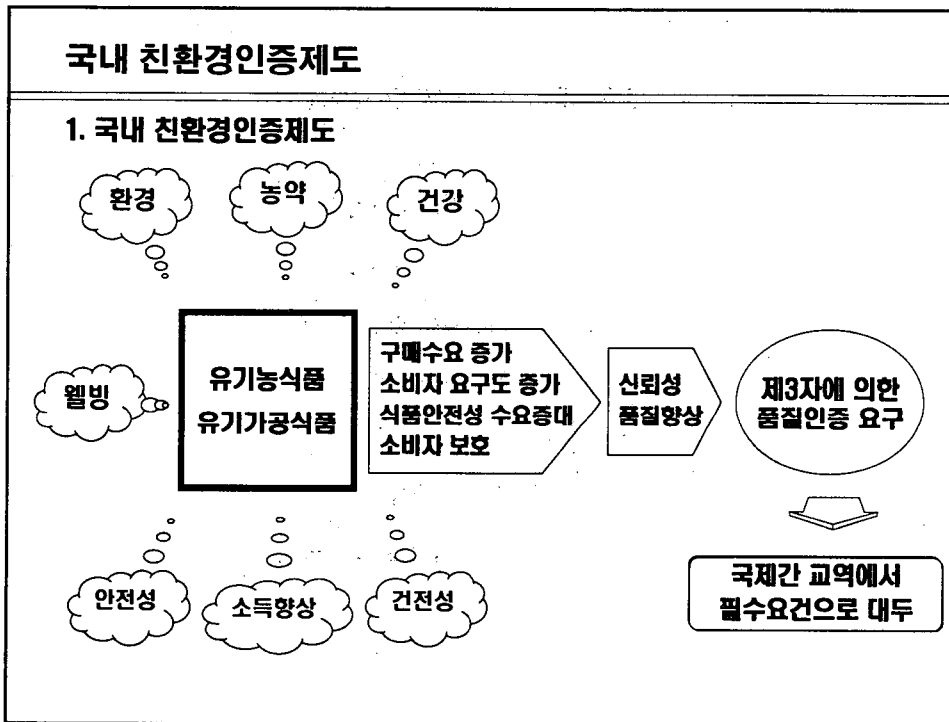 국내 친환경인증제도
1. 국내 친환경인증제도
환경
농약
건강
웰빙
유기농식품
유기가공식품
구매수요 증가
소비자 요구도 증가
식품안전성 수요증대
소비자 보호
신뢰성
품질향상
제3자에 의한
품질인증 요구
안전성
소득향상
건전성
국제간 교역에서
필수요건으로 대두